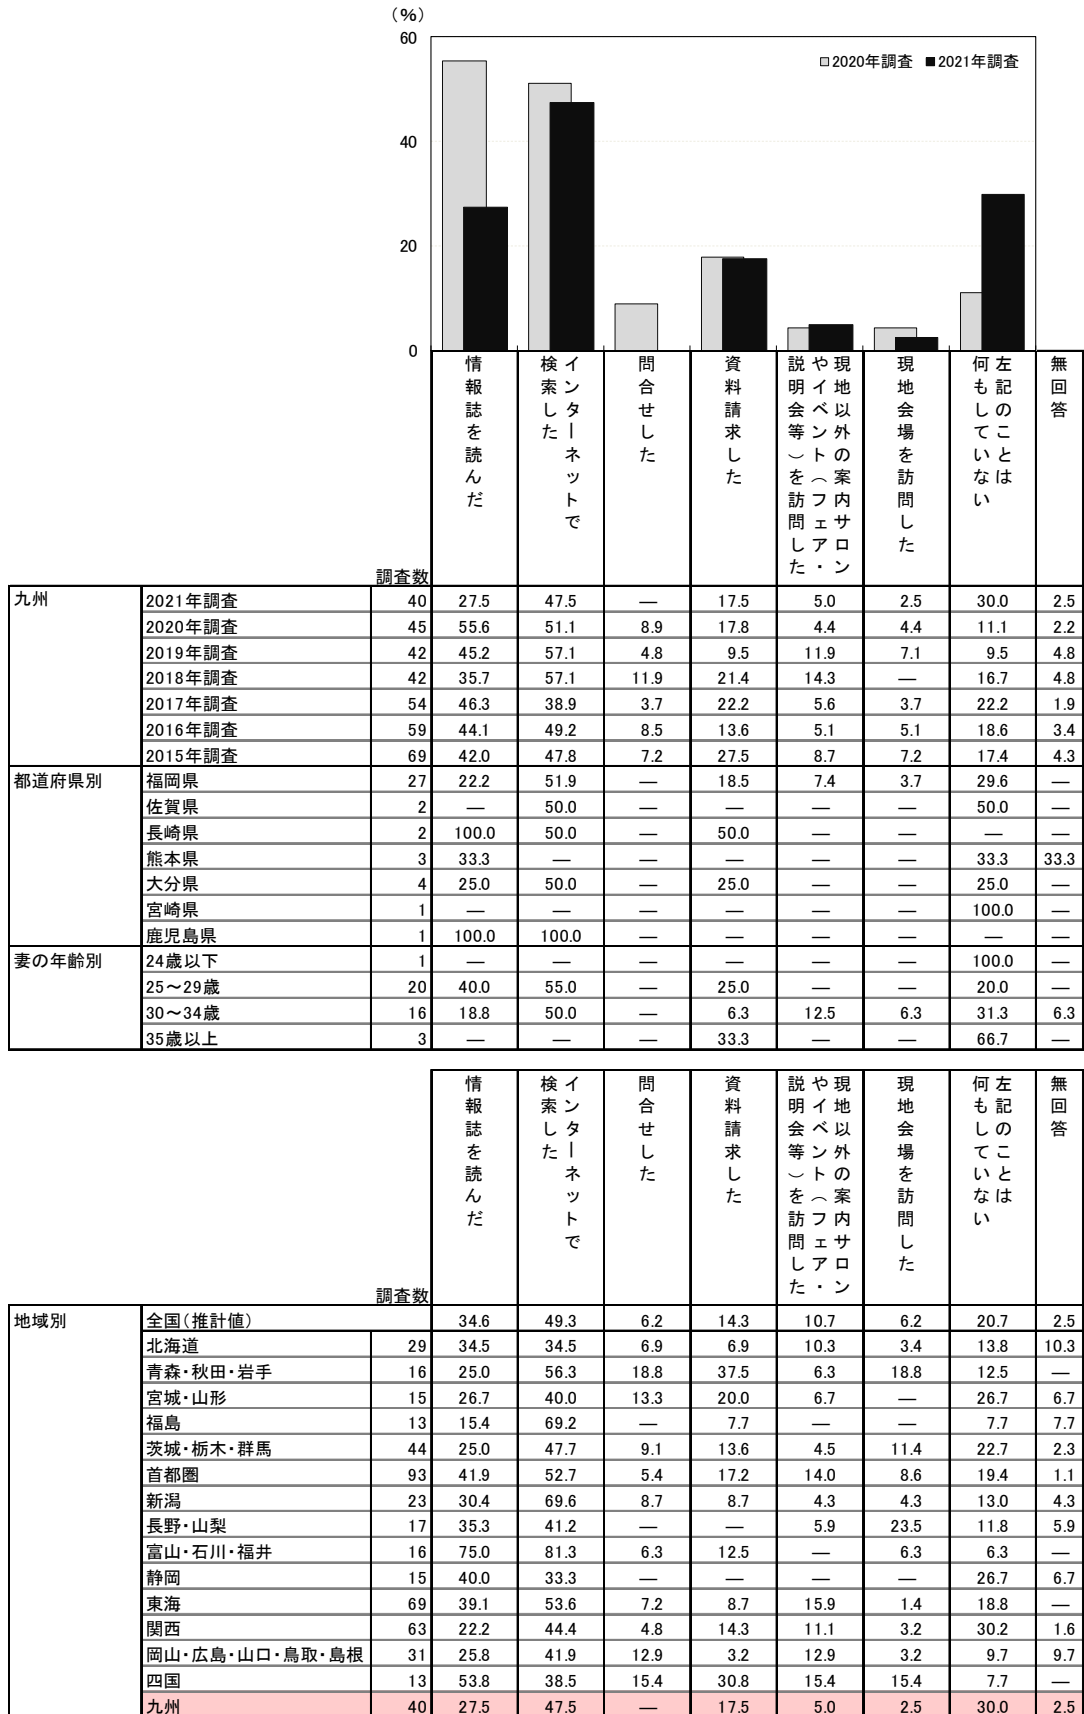 （％）
60
40
20
0
□2020年調査 ■2021年調査
情報誌を読んだ
インターネットで
検索した
問合せした
資料請求した
現地以外の案内サロン
やイベント（フェア・
説明会等）を訪問した
現地会場を訪問した
左記のことは
何もしていない
無回答
調査数
九州 2021年調査 40 27.5 47.5 ― 17.5 5.0 2.5 30.0 2.5
2020年調査 45 55.6 51.1 8.9 17.8 4.4 4.4 11.1 2.2
2019年調査 42 45.2 57.1 4.8 9.5 11.9 7.1 9.5 4.8
2018年調査 42 35.7 57.1 11.9 21.4 14.3 ― 16.7 4.8
2017年調査 54 46.3 38.9 3.7 22.2 5.6 3.7 22.2 1.9
2016年調査 59 44.1 49.2 8.5 13.6 5.1 5.1 18.6 3.4
2015年調査 69 42.0 47.8 7.2 27.5 8.7 7.2 17.4 4.3
都道府県別 福岡県 27 22.2 51.9 ― 18.5 7.4 3.7 29.6 ―
佐賀県 2 ― 50.0 ― ― ― ― 50.0 ―
長崎県 2 100.0 50.0 ― 50.0 ― ― ― ―
熊本県 3 33.3 ― ― ― ― ― 33.3 33.3
大分県 4 25.0 50.0 ― 25.0 ― ― 25.0 ―
宮崎県 1 ― ― ― ― ― ― 100.0 ―
鹿児島県 1 100.0 100.0 ― ― ― ― ― ―
妻の年齢別 24歳以下 1 ― ― ― ― ― ― 100.0 ―
25～29歳 20 40.0 55.0 ― 25.0 ― ― 20.0 ―
30～34歳 16 18.8 50.0 ― 6.3 12.5 6.3 31.3 6.3
35歳以上 3 ― ― ― 33.3 ― ― 66.7 ―
情報誌を読んだ
インターネットで
検索した
問合せした
資料請求した
現地以外の案内サロン
やイベント（フェア・
説明会等）を訪問した
現地会場を訪問した
左記のことは
何もしていない
無回答
調査数
地域別 全国（推計値） 34.6 49.3 6.2 14.3 10.7 6.2 20.7 2.5
北海道 29 34.5 34.5 6.9 6.9 10.3 3.4 13.8 10.3
青森・秋田・岩手 16 25.0 56.3 18.8 37.5 6.3 18.8 12.5 ―
宮城・山形 15 26.7 40.0 13.3 20.0 6.7 ― 26.7 6.7
福島 13 15.4 69.2 ― 7.7 ― ― 7.7 7.7
茨城・栃木・群馬 44 25.0 47.7 9.1 13.6 4.5 11.4 22.7 2.3
首都圏 93 41.9 52.7 5.4 17.2 14.0 8.6 19.4 1.1
新潟 23 30.4 69.6 8.7 8.7 4.3 4.3 13.0 4.3
長野・山梨 17 35.3 41.2 ― ― 5.9 23.5 11.8 5.9
富山・石川・福井 16 75.0 81.3 6.3 12.5 ― 6.3 6.3 ―
静岡 15 40.0 33.3 ― ― ― ― 26.7 6.7
東海 69 39.1 53.6 7.2 8.7 15.9 1.4 18.8 ―
関西 63 22.2 44.4 4.8 14.3 11.1 3.2 30.2 1.6
岡山・広島・山口・鳥取・島根 31 25.8 41.9 12.9 3.2 12.9 3.2 9.7 9.7
四国 13 53.8 38.5 15.4 30.8 15.4 15.4 7.7 ―
九州 40 27.5 47.5 ― 17.5 5.0 2.5 30.0 2.5